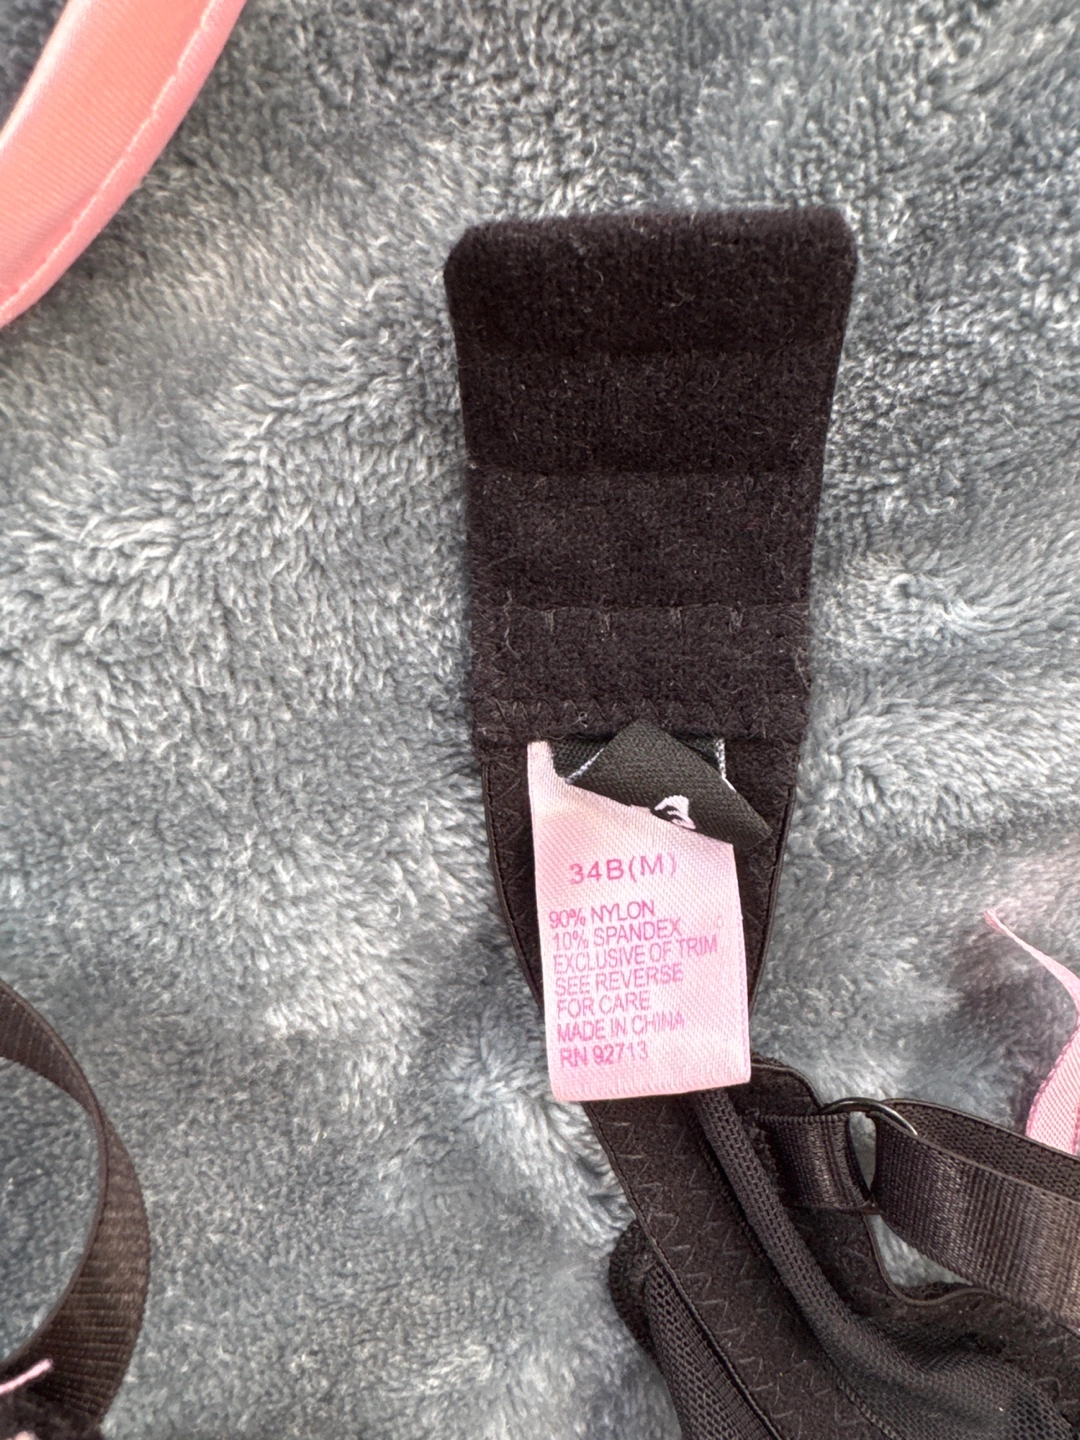 34B(M)
90% NYLON
10% SPANDEX
EXCLUSIVE OF TRIM
SEE REVERSE
FOR CARE
MADE IN CHINA
RN 92713